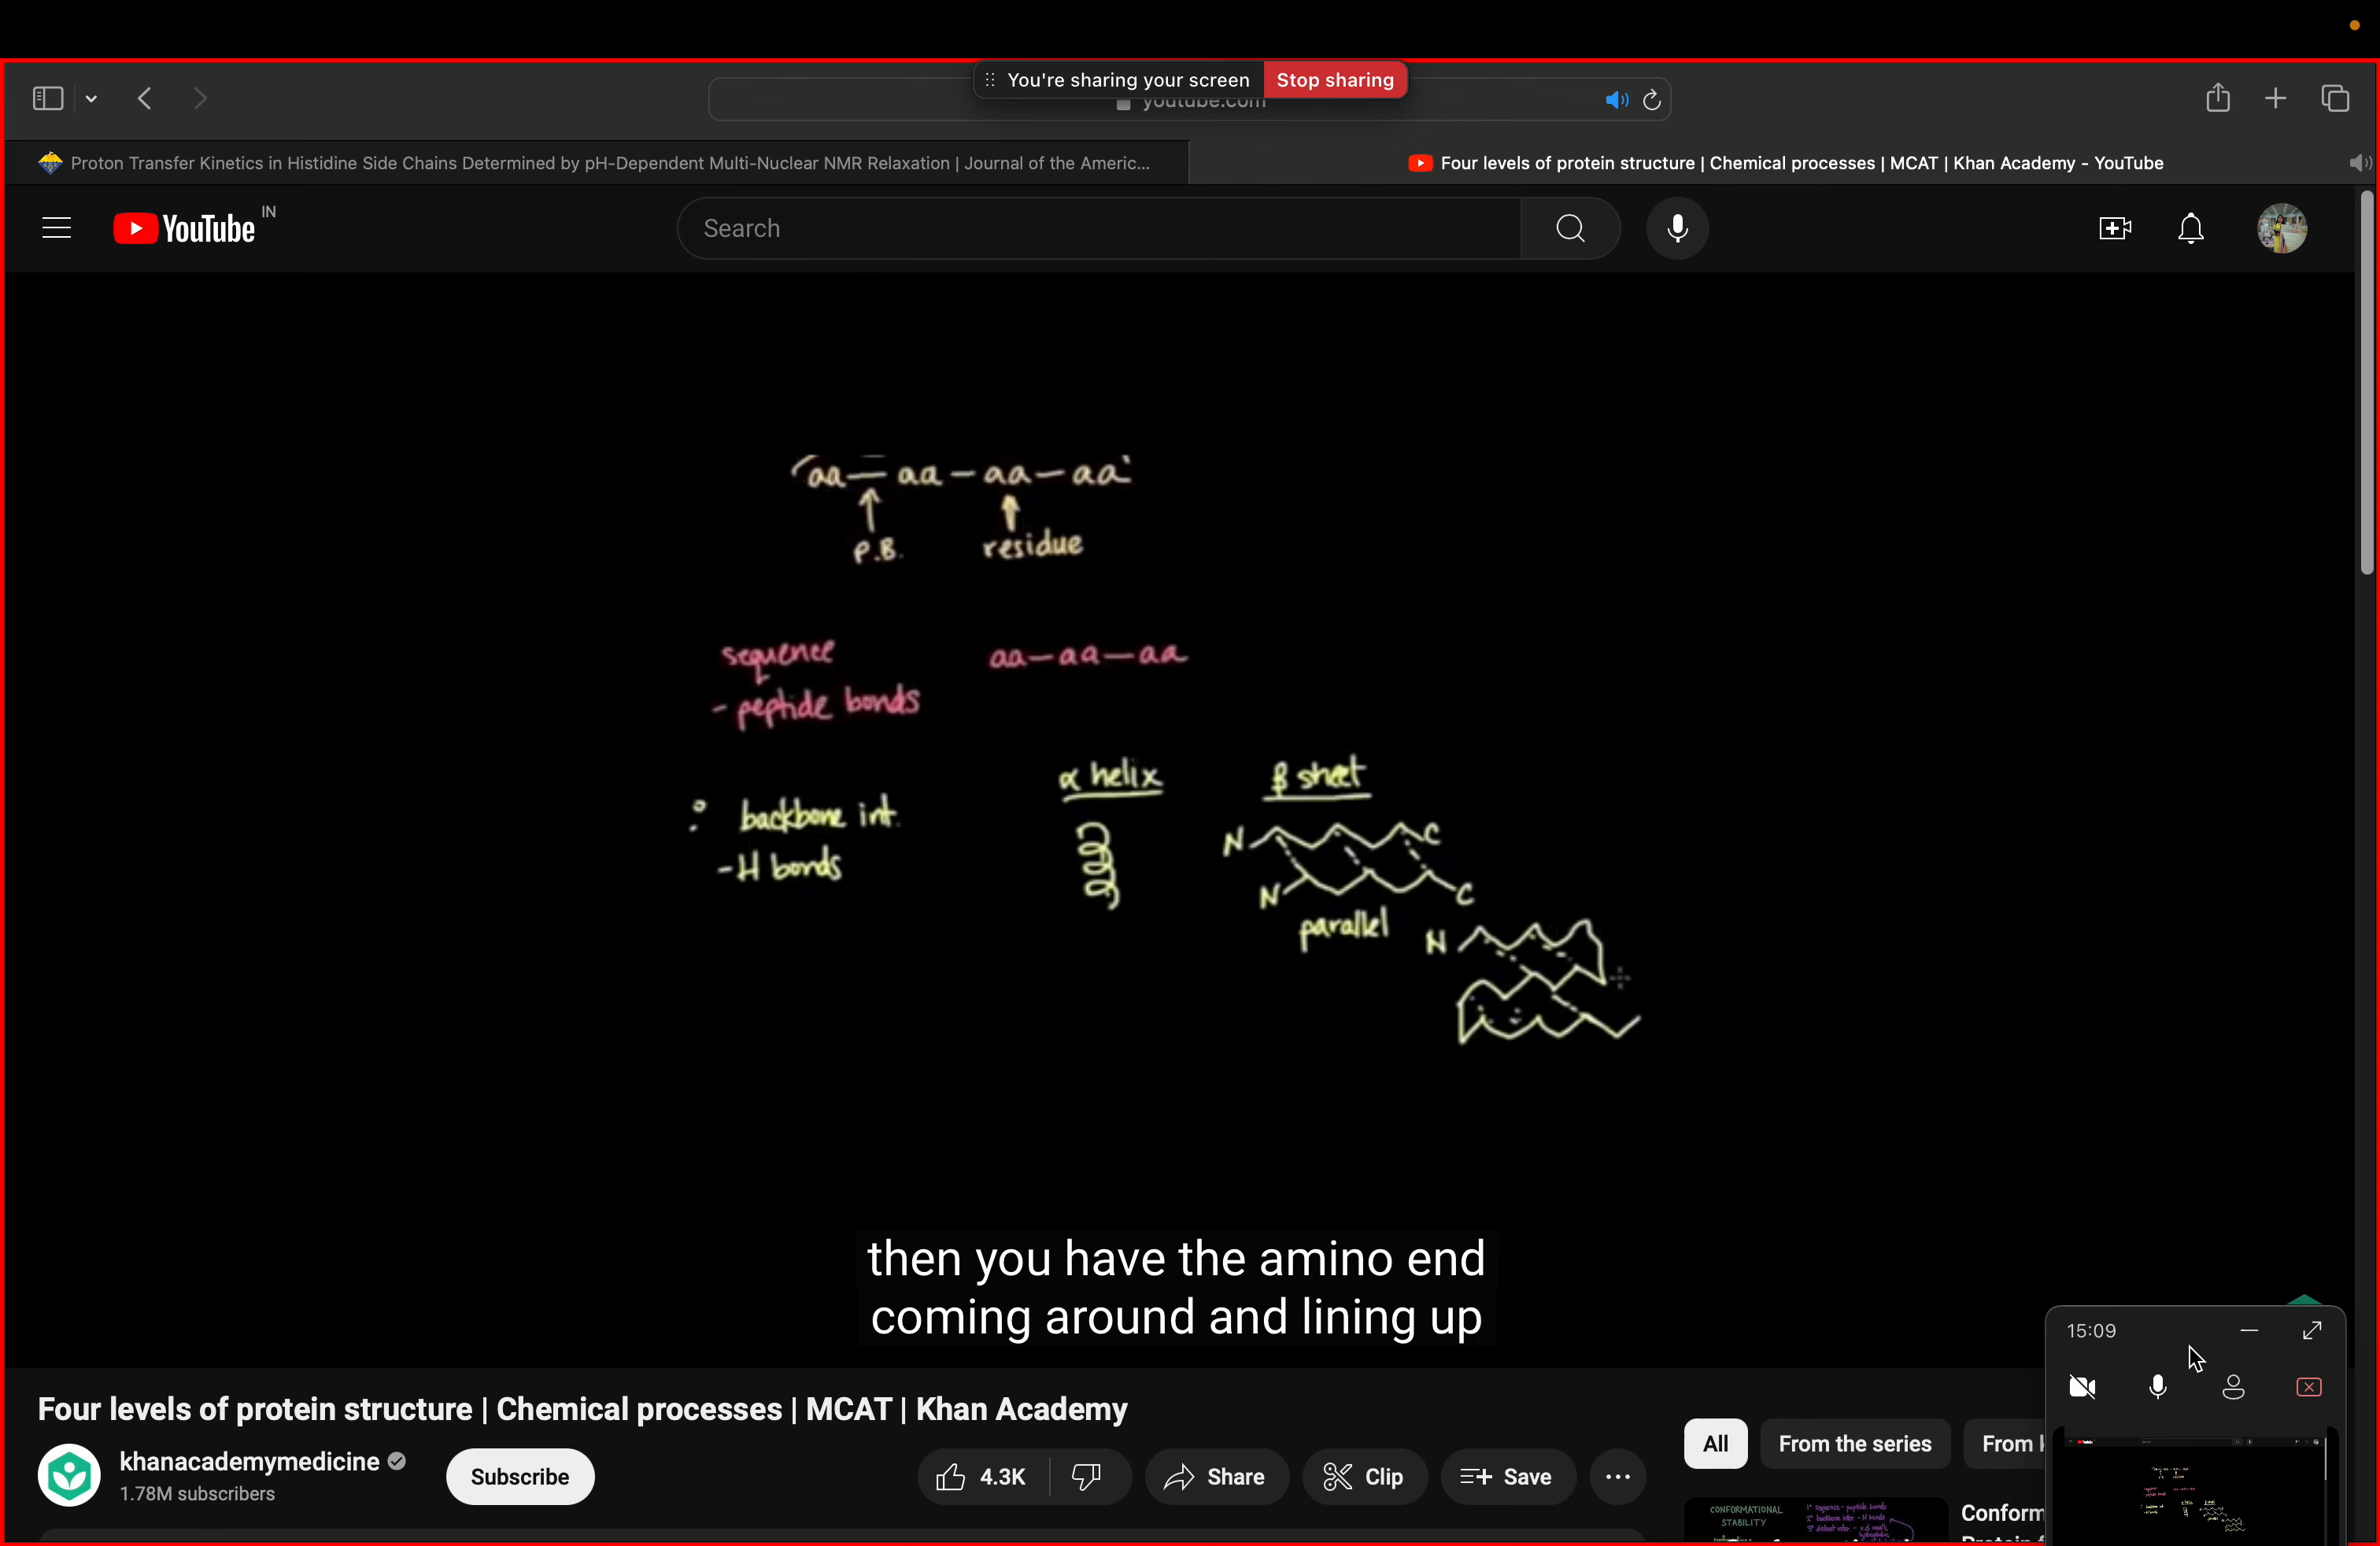 You're sharing your screen Stop sharing
youtube.com
Proton Transfer Kinetics in Histidine Side Chains Determined by pH-Dependent Multi-Nuclear NMR Relaxation | Journal of the Americ...
Four levels of protein structure | Chemical processes | MCAT | Khan Academy - YouTube
YouTube IN
Search
aa — aa — aa — aa
P.B. residue
sequence aa — aa — aa
- peptide bonds
α helix β sheet
: backbone int.
- H bonds
N C
N C
parallel
N
then you have the amino end
coming around and lining up
15:09
Four levels of protein structure | Chemical processes | MCAT | Khan Academy
khanacademymedicine
1.78M subscribers
Subscribe
4.3K
Share
Clip
Save
All
From the series
From
CONFORMATIONAL
STABILITY
Conform